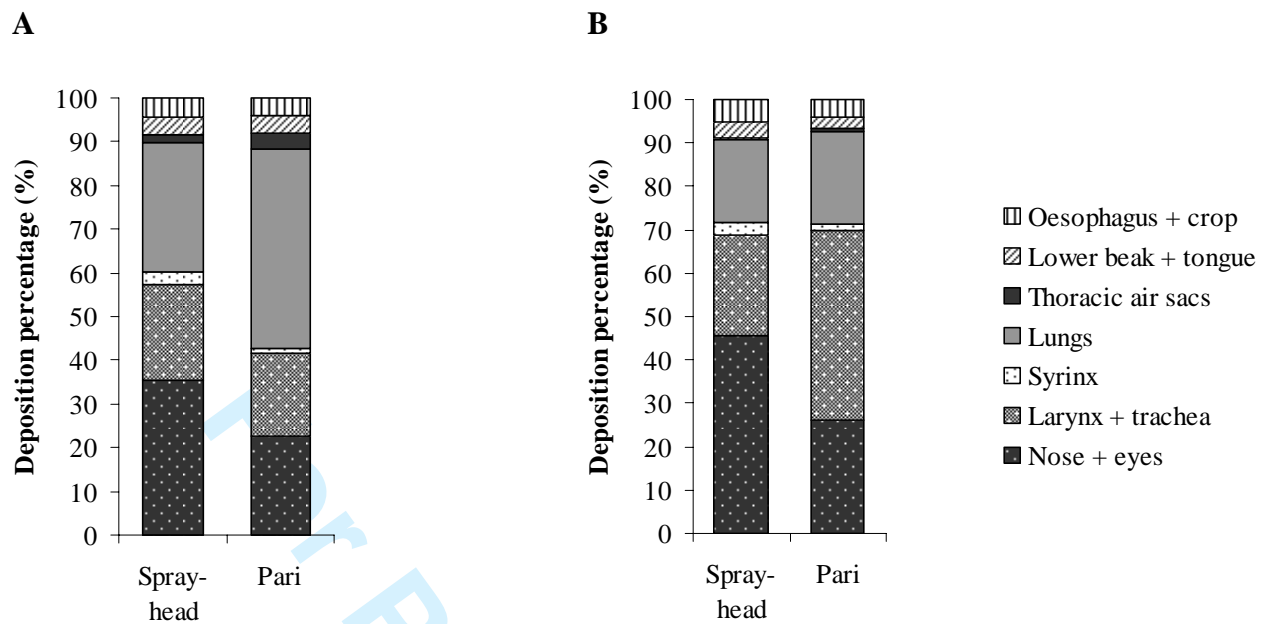 A
B
Deposition percentage (%)
100
90
80
70
60
50
40
30
20
10
0
Spray-
head
Pari
Deposition percentage (%)
100
90
80
70
60
50
40
30
20
10
0
Spray-
head
Pari
Oesophagus + crop
Lower beak + tongue
Thoracic air sacs
Lungs
Syrinx
Larynx + trachea
Nose + eyes